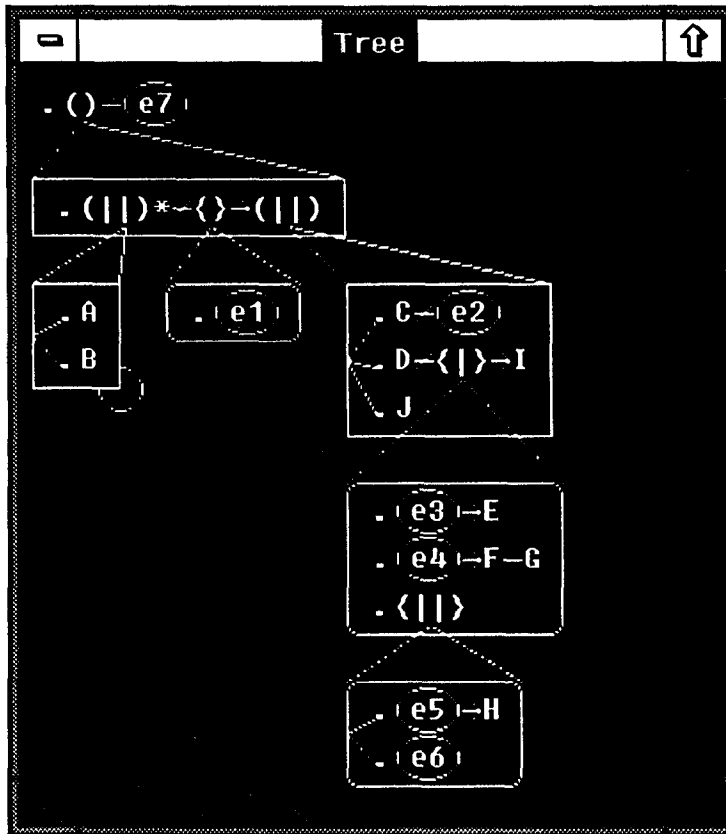 Tree
. ()—e7
. (||)*—{}→(||)
. A
. B
. e1
. C—e2
. D—{|}→I
. J
. e3→E
. e4→F—G
. {||}
. e5→H
. e6